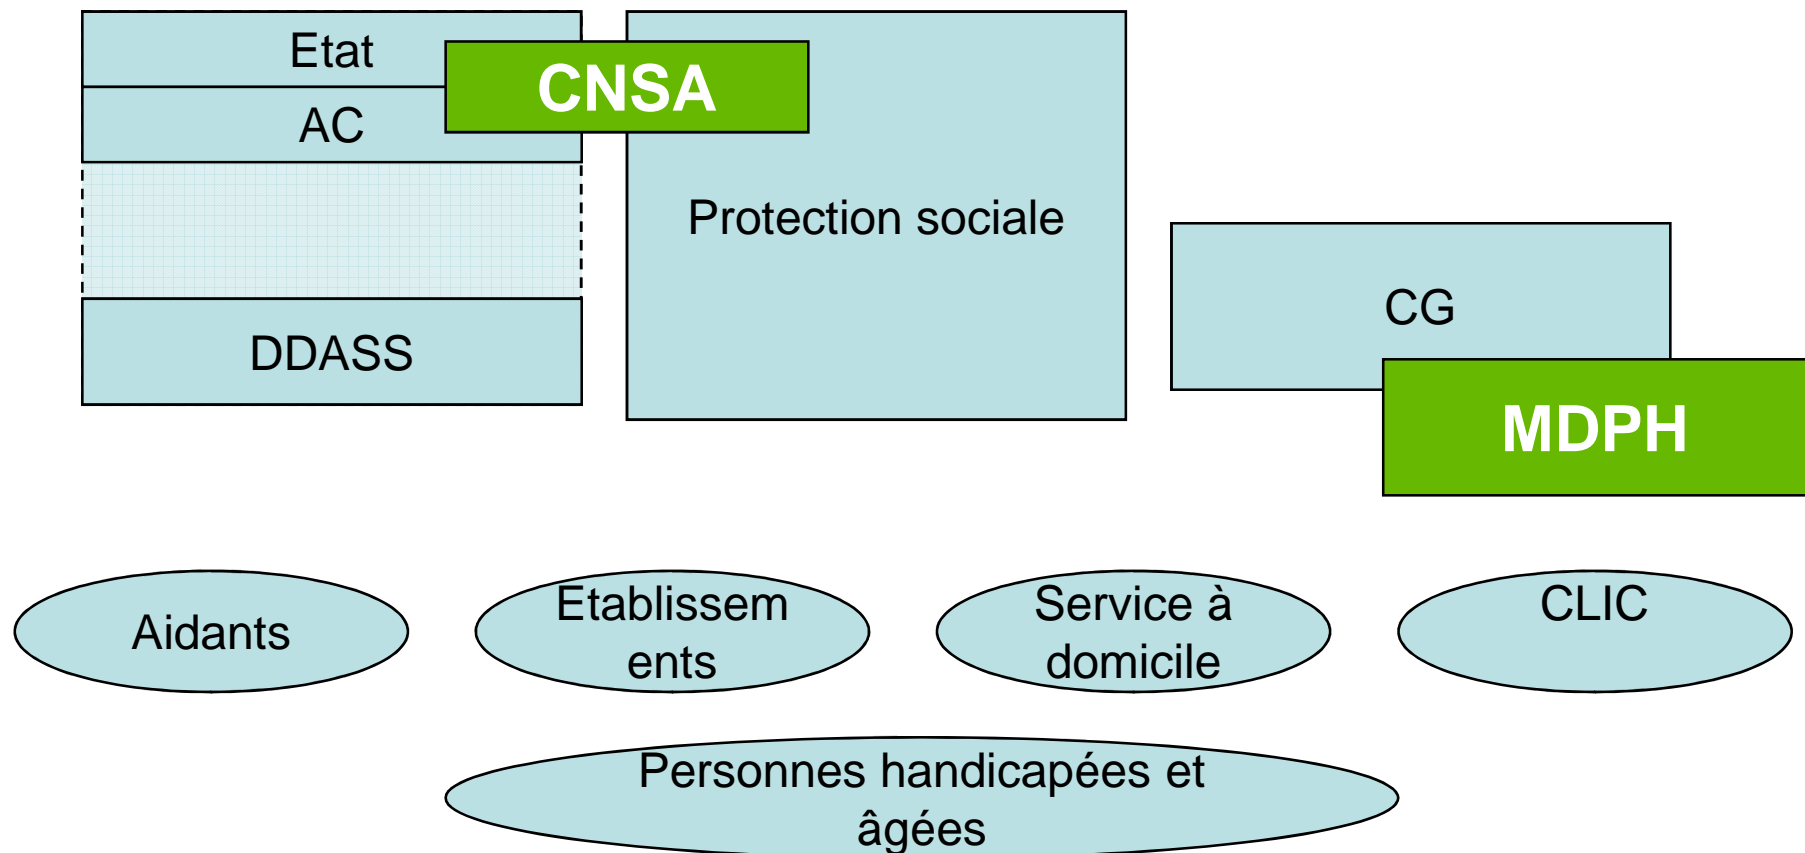 Etat
CNSA
AC
Protection sociale
DDASS
CG
MDPH
Aidants
Etablissem
ents
Service à
domicile
CLIC
Personnes handicapées et
âgées